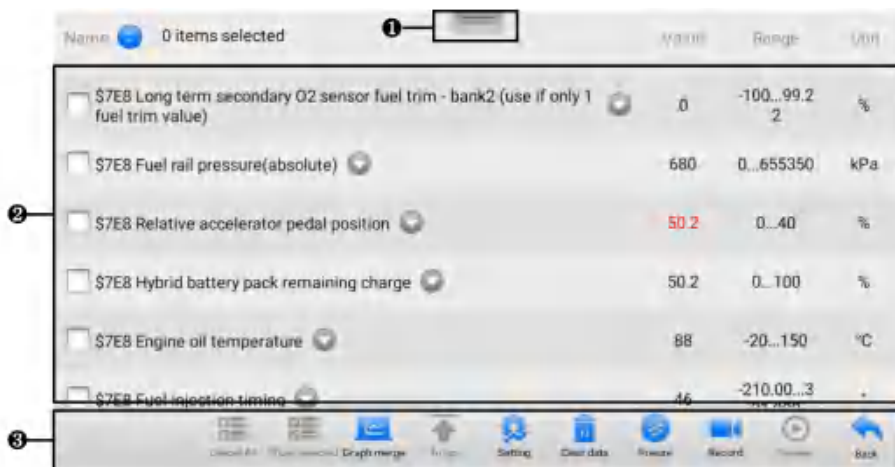 Name 0 items selected ❶ Value Range Unit
$7E8 Long term secondary O2 sensor fuel trim - bank2 (use if only 1
fuel trim value)
0 -100...99.2
2 %
$7E8 Fuel rail pressure(absolute) 680 0...655350 kPa
❷ $7E8 Relative accelerator pedal position 50.2 0...40 %
$7E8 Hybrid battery pack remaining charge 50.2 0...100 %
$7E8 Engine oil temperature 88 -20...150 °C
$7E8 Fuel injection timing 46 -210.00...3
❸ Graph merge Setting Clear data Freeze Record Back